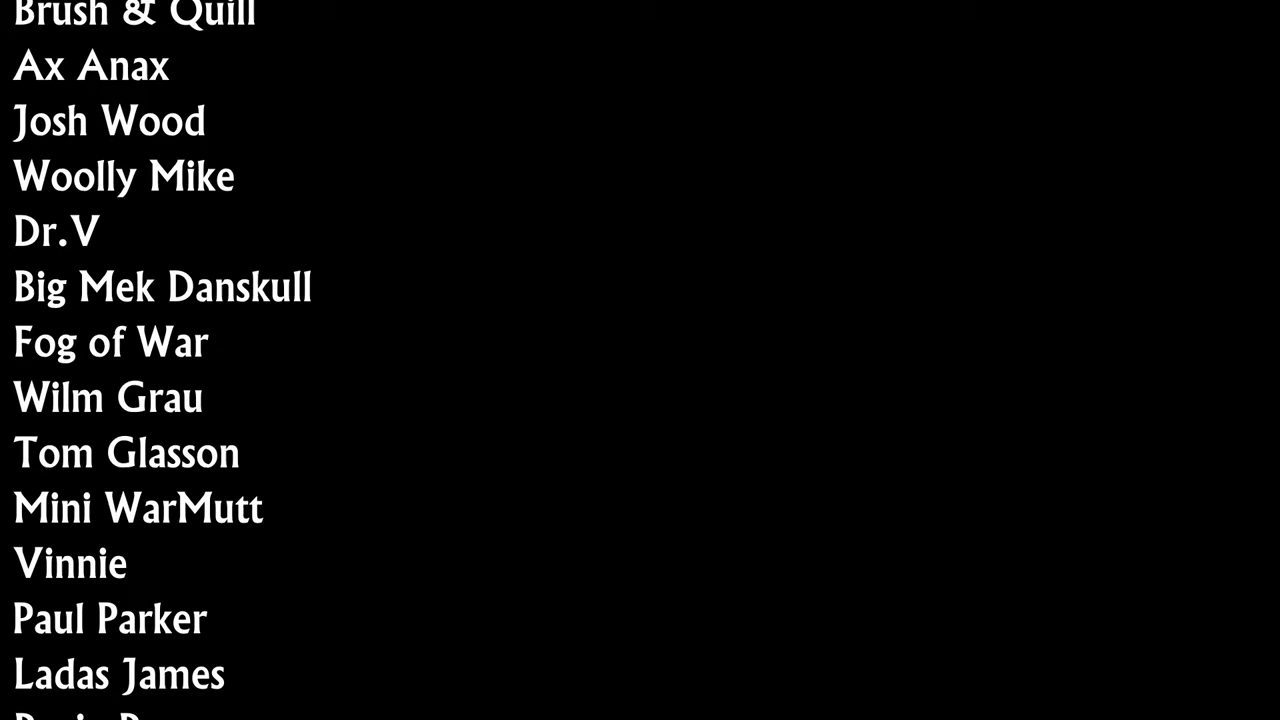 Brush & Quill
Ax Anax
Josh Wood
Woolly Mike
Dr.V
Big Mek Danskull
Fog of War
Wilm Grau
Tom Glasson
Mini WarMutt
Vinnie
Paul Parker
Ladas James